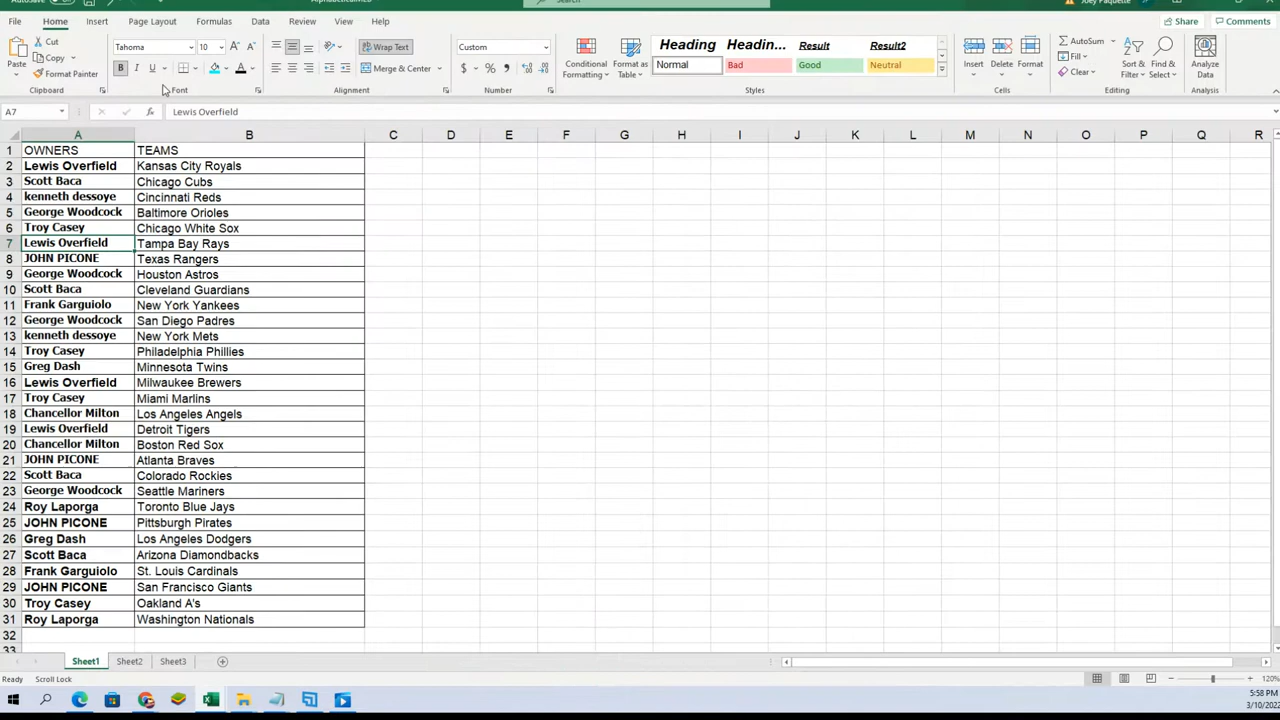 Joey Paquette
File Home Insert Page Layout Formulas Data Review View Help Share Comments
Cut
Copy
Format Painter
Paste
Clipboard
Tahoma 10
B I U
Font
Wrap Text
Merge & Center
Alignment
Custom
Number
Conditional Formatting
Format as Table
Heading Headin... Result Result2
Normal Bad Good Neutral
Styles
Insert Delete Format
Cells
AutoSum
Fill
Clear
Sort & Filter
Find & Select
Editing
Analyze Data
Analysis
A7 fx Lewis Overfield
A B C D E F G H I J K L M N O P Q R
1 OWNERS TEAMS
2 Lewis Overfield Kansas City Royals
3 Scott Baca Chicago Cubs
4 kenneth dessoye Cincinnati Reds
5 George Woodcock Baltimore Orioles
6 Troy Casey Chicago White Sox
7 Lewis Overfield Tampa Bay Rays
8 JOHN PICONE Texas Rangers
9 George Woodcock Houston Astros
10 Scott Baca Cleveland Guardians
11 Frank Garguiolo New York Yankees
12 George Woodcock San Diego Padres
13 kenneth dessoye New York Mets
14 Troy Casey Philadelphia Phillies
15 Greg Dash Minnesota Twins
16 Lewis Overfield Milwaukee Brewers
17 Troy Casey Miami Marlins
18 Chancellor Milton Los Angeles Angels
19 Lewis Overfield Detroit Tigers
20 Chancellor Milton Boston Red Sox
21 JOHN PICONE Atlanta Braves
22 Scott Baca Colorado Rockies
23 George Woodcock Seattle Mariners
24 Roy Laporga Toronto Blue Jays
25 JOHN PICONE Pittsburgh Pirates
26 Greg Dash Los Angeles Dodgers
27 Scott Baca Arizona Diamondbacks
28 Frank Garguiolo St. Louis Cardinals
29 JOHN PICONE San Francisco Giants
30 Troy Casey Oakland A's
31 Roy Laporga Washington Nationals
32
33
Sheet1 Sheet2 Sheet3
Ready Scroll Lock 120%
5:58 PM